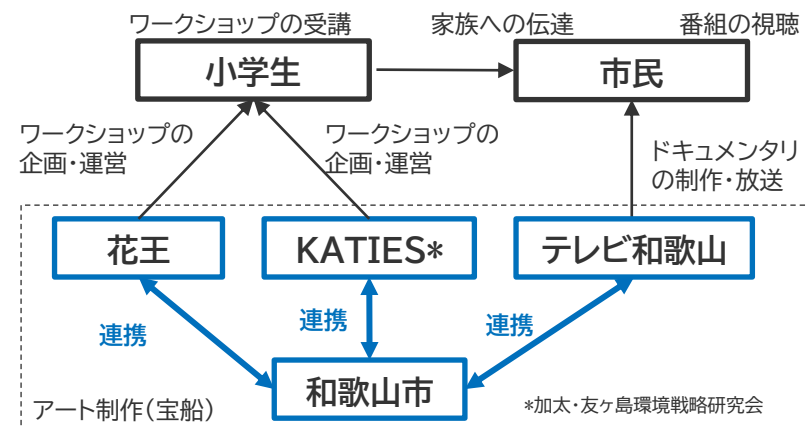 ワークショップの受講
家族への伝達
番組の視聴
小学生
市民
ワークショップの
企画・運営
ワークショップの
企画・運営
ドキュメンタリ
の制作・放送
花王
KATIES*
テレビ和歌山
連携
連携
連携
和歌山市
アート制作(宝船)
*加太・友ヶ島環境戦略研究会